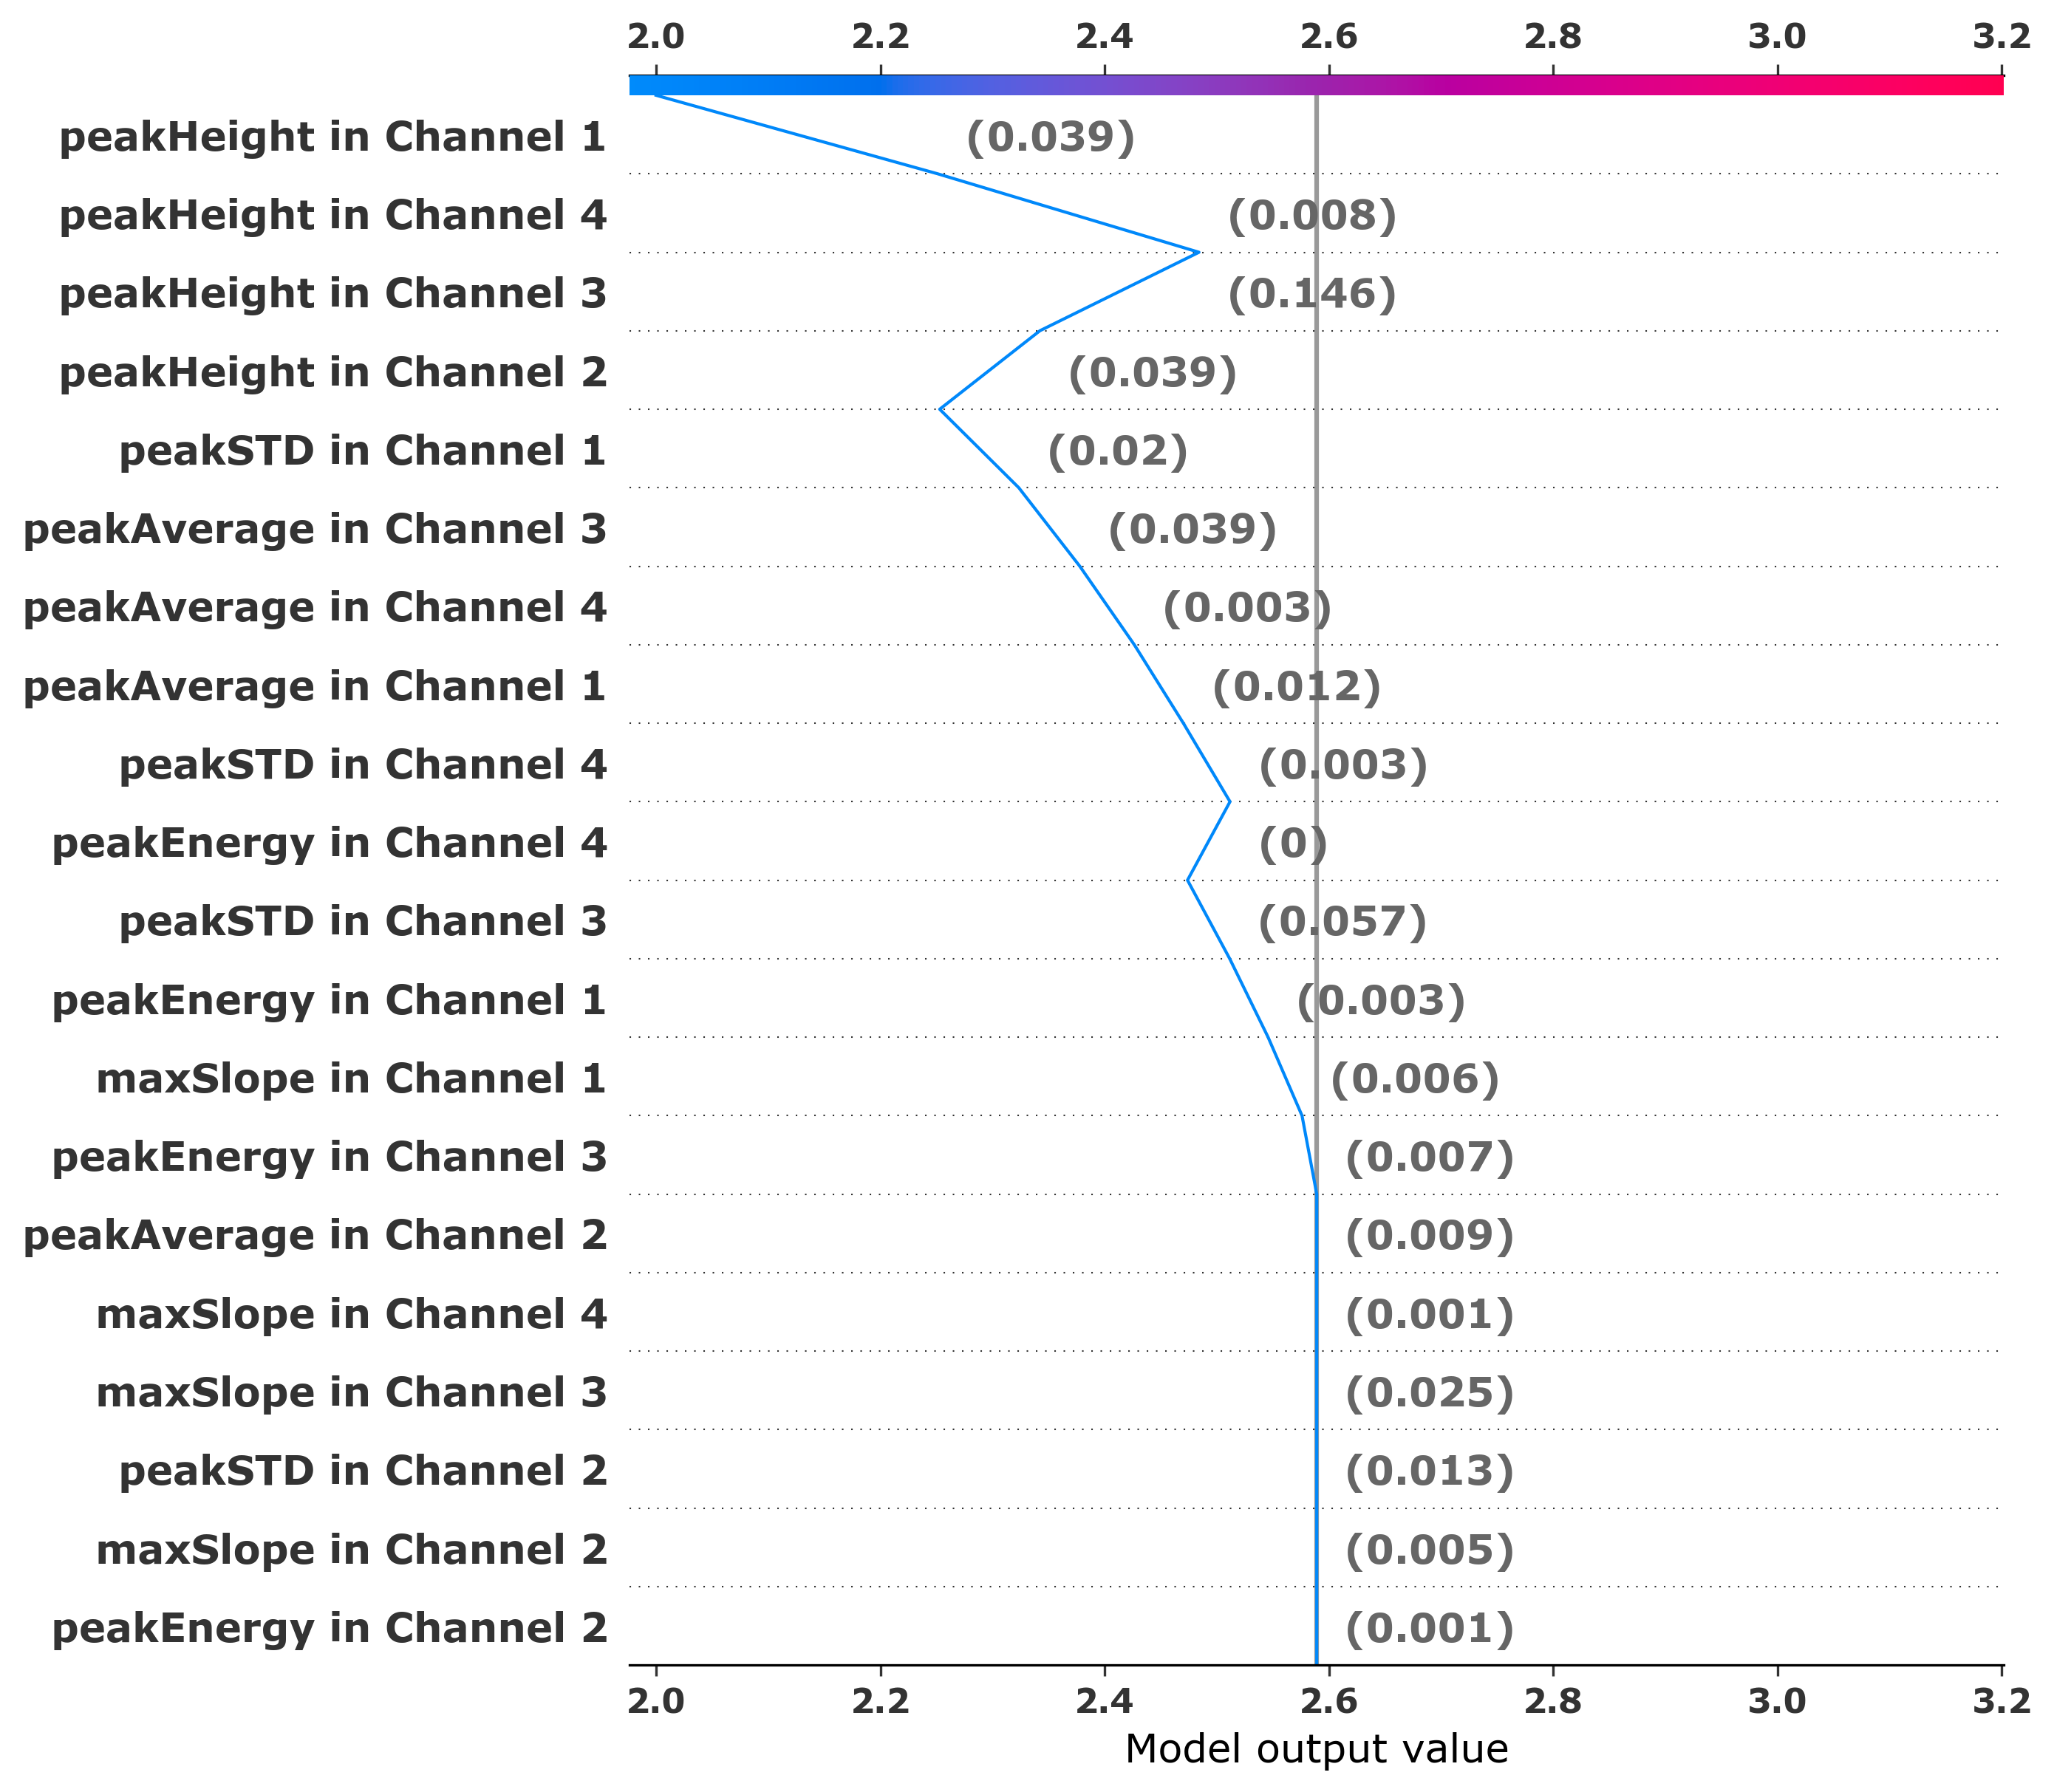 2.0 2.2 2.4 2.6 2.8 3.0 3.2
peakHeight in Channel 1 (0.039)
peakHeight in Channel 4 (0.008)
peakHeight in Channel 3 (0.146)
peakHeight in Channel 2 (0.039)
peakSTD in Channel 1 (0.02)
peakAverage in Channel 3 (0.039)
peakAverage in Channel 4 (0.003)
peakAverage in Channel 1 (0.012)
peakSTD in Channel 4 (0.003)
peakEnergy in Channel 4 (0)
peakSTD in Channel 3 (0.057)
peakEnergy in Channel 1 (0.003)
maxSlope in Channel 1 (0.006)
peakEnergy in Channel 3 (0.007)
peakAverage in Channel 2 (0.009)
maxSlope in Channel 4 (0.001)
maxSlope in Channel 3 (0.025)
peakSTD in Channel 2 (0.013)
maxSlope in Channel 2 (0.005)
peakEnergy in Channel 2 (0.001)
2.0 2.2 2.4 2.6 2.8 3.0 3.2
Model output value